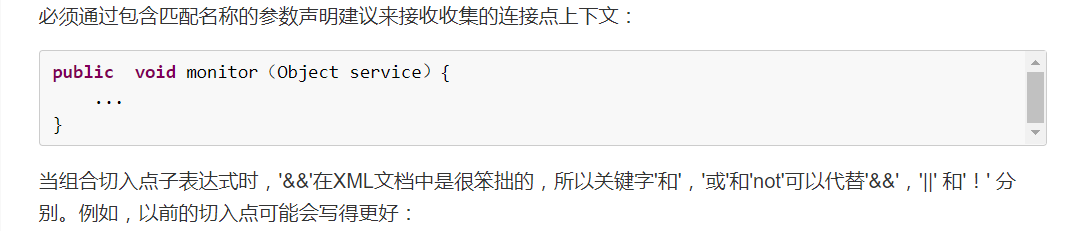 必须通过包含匹配名称的参数声明建议来接收收集的连接点上下文：
public  void monitor（Object service）{
    ...
}
当组合切入点子表达式时，'&&'在XML文档中是很笨拙的，所以关键字'和'，'或'和'not'可以代替'&&'，'||' 和'！' 分
别。例如，以前的切入点可能会写得更好：